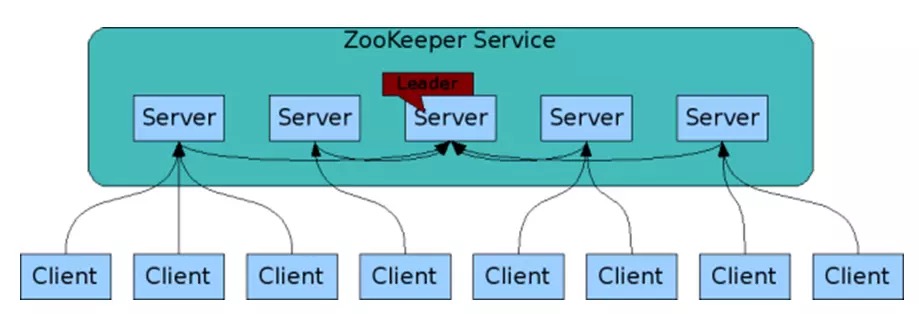 ZooKeeper Service
Leader
Server Server Server Server Server
Client Client Client Client Client Client Client Client